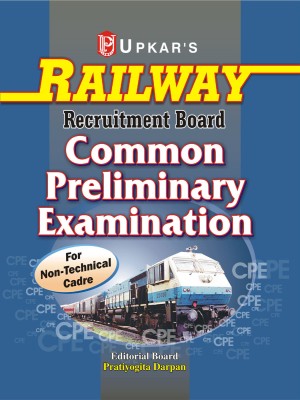 UPKAR'S
RAILWAY
Recruitment Board
Common
Preliminary
Examination
For
Non-Technical
Cadre
CPE
Editorial Board
Pratiyogita Darpan